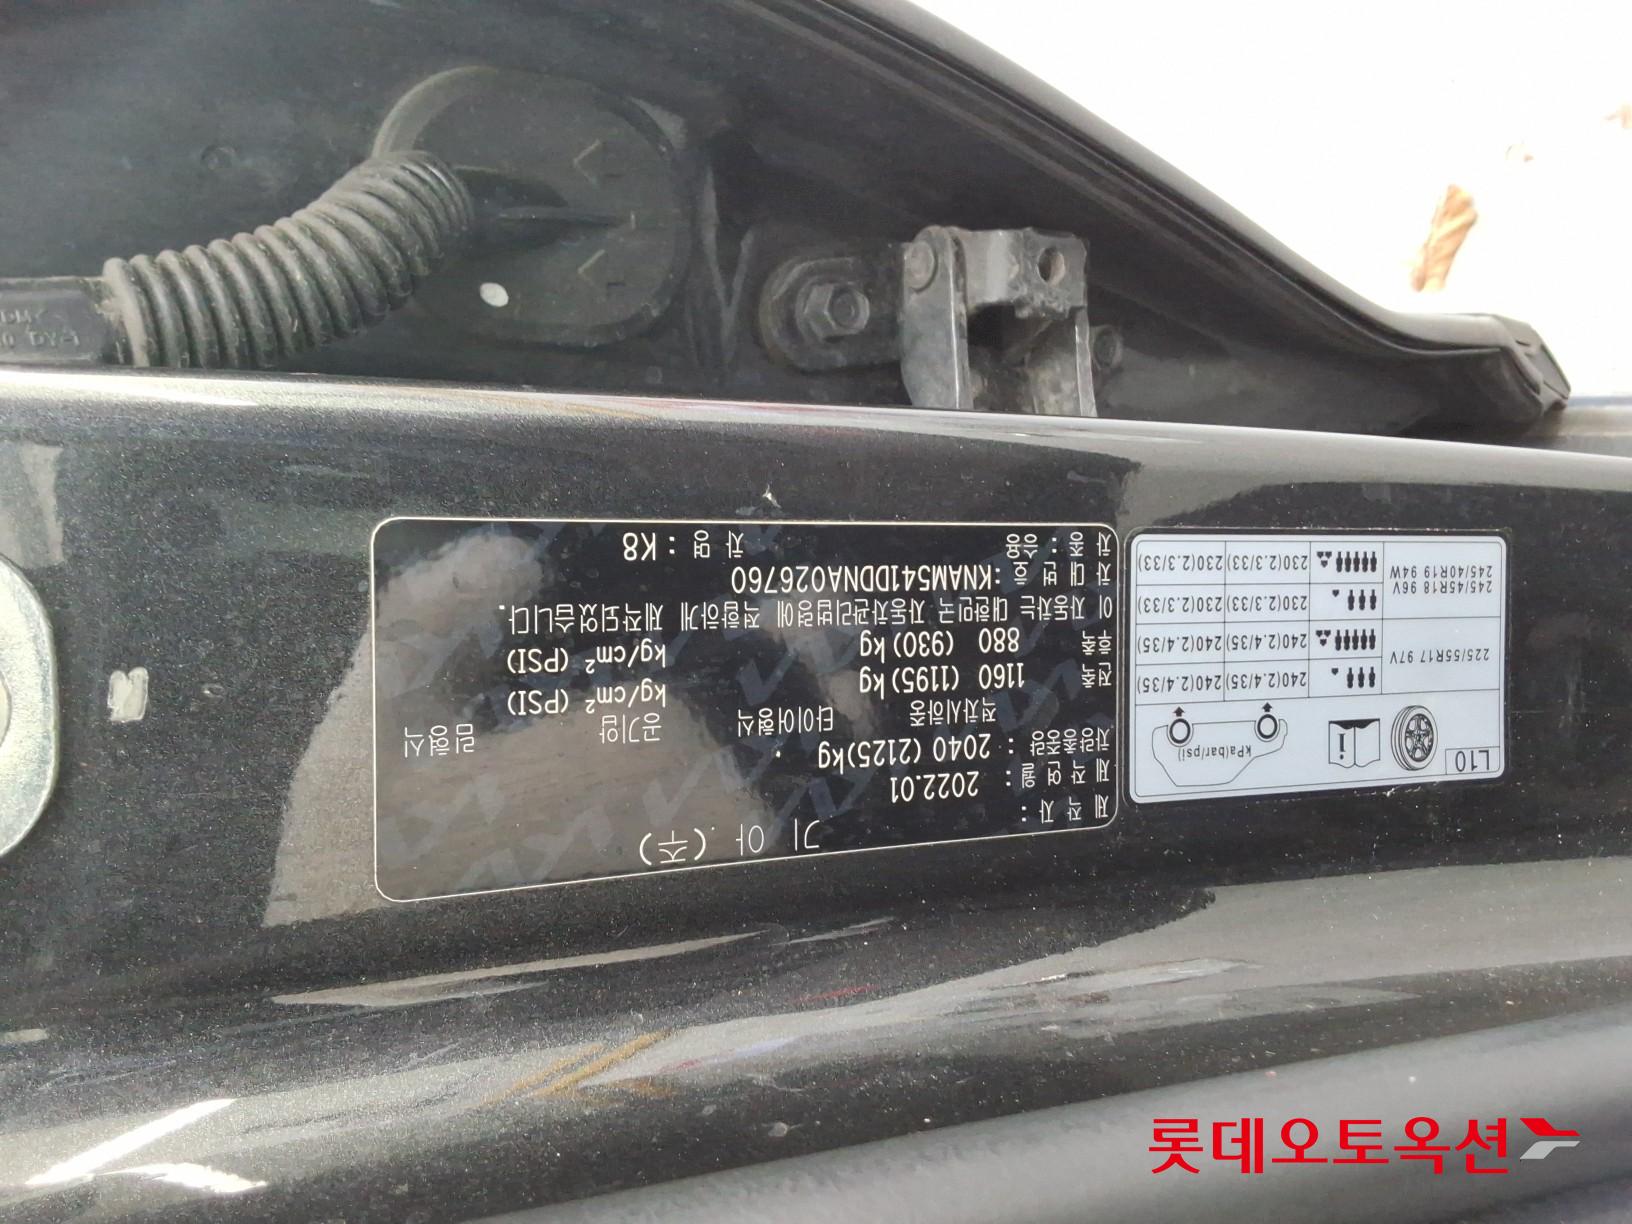 기 아 (주)
제 작 자 :
제 작 연 월 : 2022.01
차량총중량 : 2040 (2125)kg
적차시하중 타이어형식 공기압 림형식
전축 1160 (1195)kg kg/cm² (PSI)
후축 880 (930)kg kg/cm² (PSI)
이 자동차는 대한민국 자동차관리법령에 적합하게 제작되었습니다.
차 대 번 호 :KNAM541DDNA026760
차 종 : 승용 차 명 : K8
L10
kPa(bar/psi)
225/55R17 97V
240(2.4/35) 240(2.4/35)
240(2.4/35) 240(2.4/35)
245/45R18 96V
245/40R19 94W
230(2.3/33) 230(2.3/33)
230(2.3/33) 230(2.3/33)
롯데오토옥션